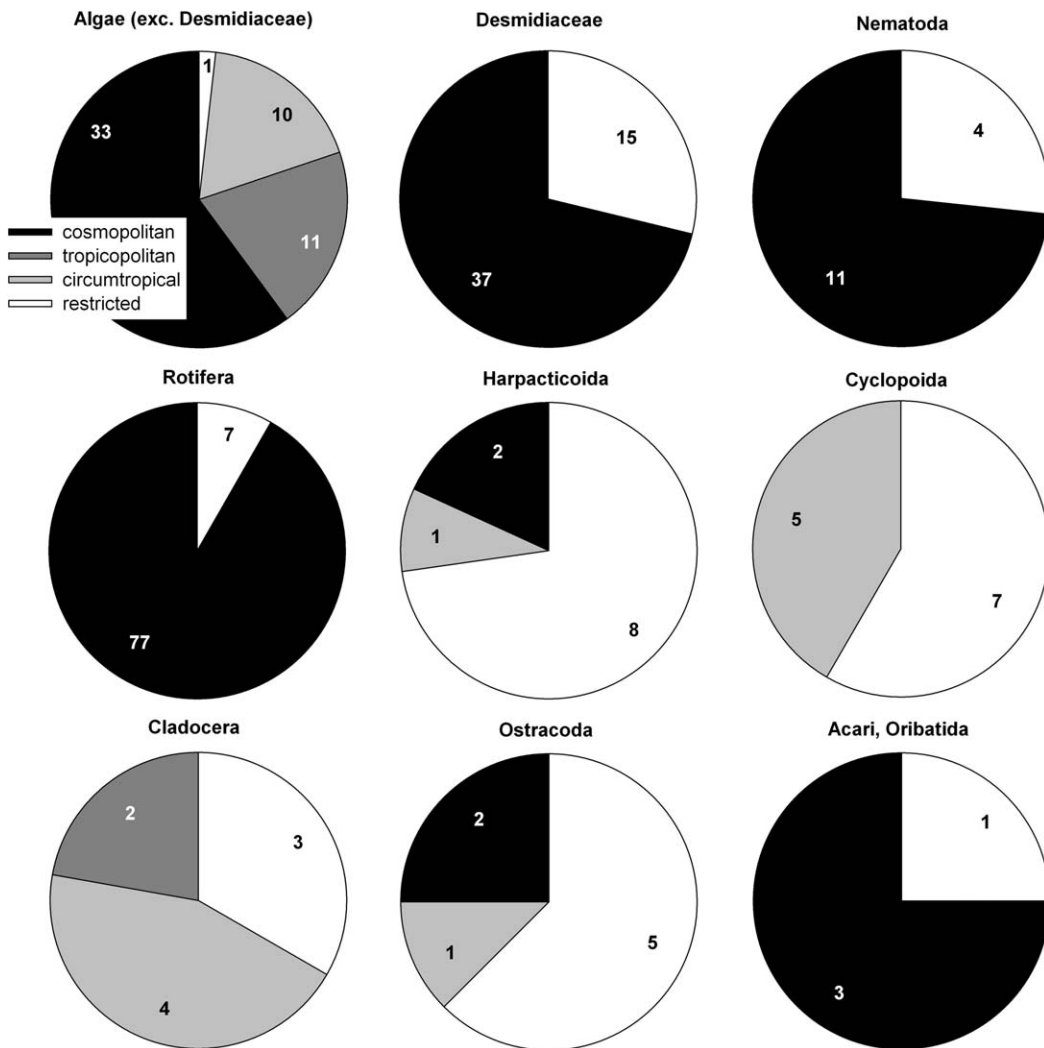 Algae (exc. Desmidiaceae)
1
10
11
33
cosmopolitan
tropicopolitan
circumtropical
restricted
Desmidiaceae
15
37
Nematoda
4
11
Rotifera
7
77
Harpacticoida
2
1
8
Cyclopoida
5
7
Cladocera
2
3
4
Ostracoda
2
1
5
Acari, Oribatida
1
3